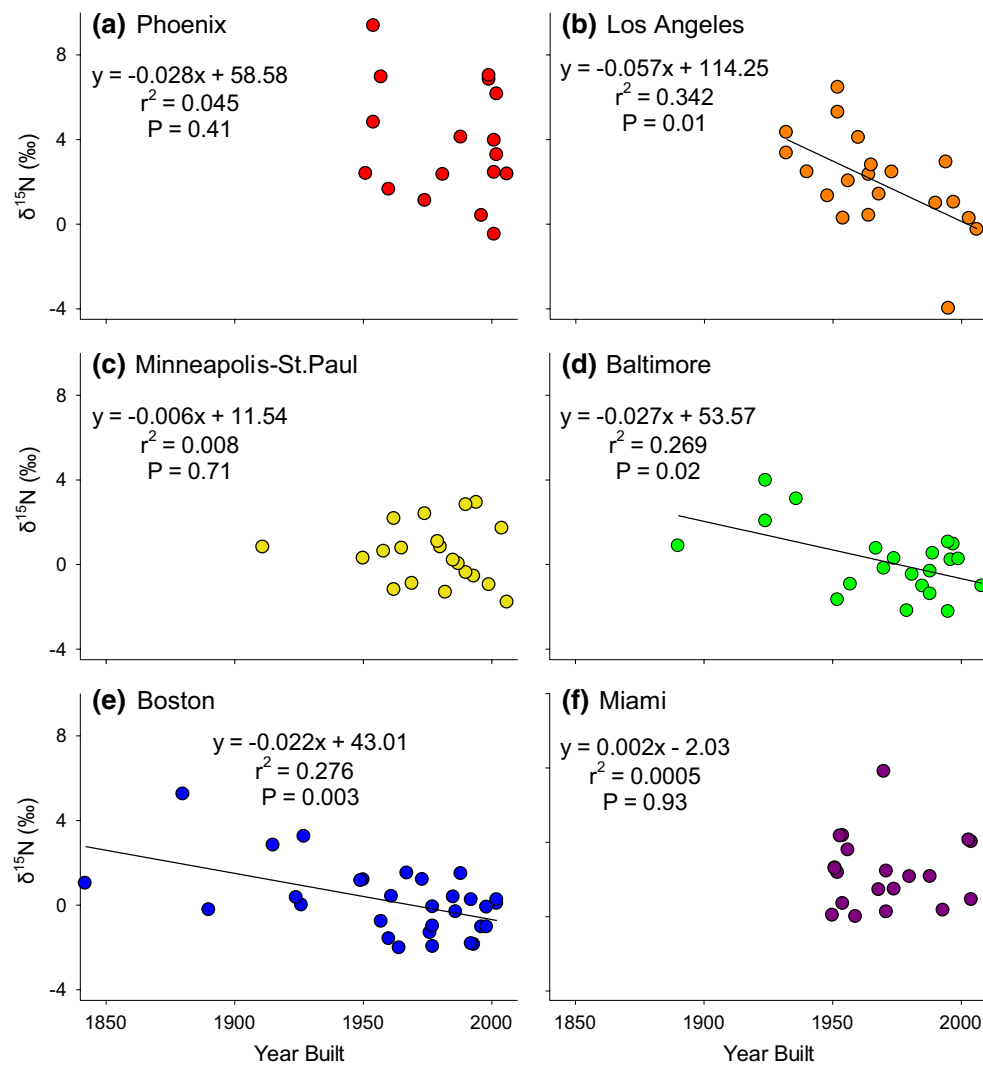 (a) Phoenix
y = -0.028x + 58.58
r² = 0.045
P = 0.41
8
4
0
-4
δ¹⁵N (‰)
(b) Los Angeles
y = -0.057x + 114.25
r² = 0.342
P = 0.01
(c) Minneapolis-St.Paul
y = -0.006x + 11.54
r² = 0.008
P = 0.71
8
4
0
-4
δ¹⁵N (‰)
(d) Baltimore
y = -0.027x + 53.57
r² = 0.269
P = 0.02
(e) Boston
y = -0.022x + 43.01
r² = 0.276
P = 0.003
8
4
0
-4
δ¹⁵N (‰)
1850 1900 1950 2000
Year Built
(f) Miami
y = 0.002x - 2.03
r² = 0.0005
P = 0.93
1850 1900 1950 2000
Year Built